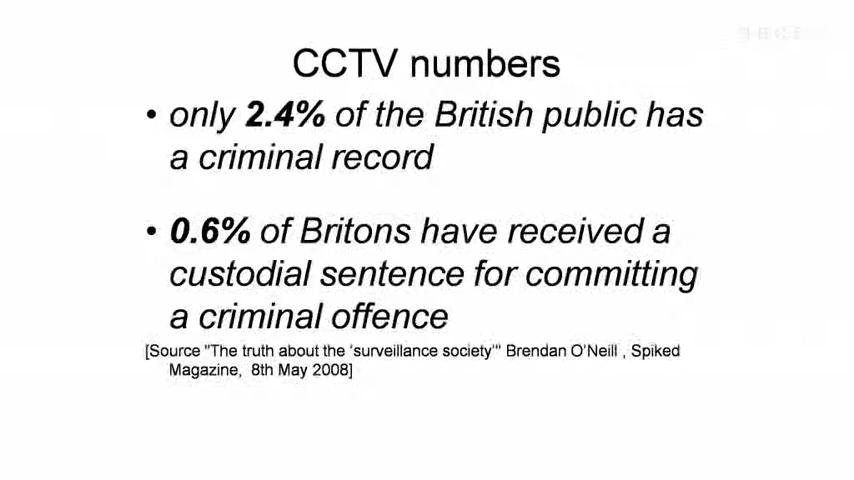 CCTV numbers
• only 2.4% of the British public has
a criminal record
• 0.6% of Britons have received a
custodial sentence for committing
a criminal offence
[Source "The truth about the 'surveillance society'" Brendan O'Neill , Spiked
Magazine, 8th May 2008]